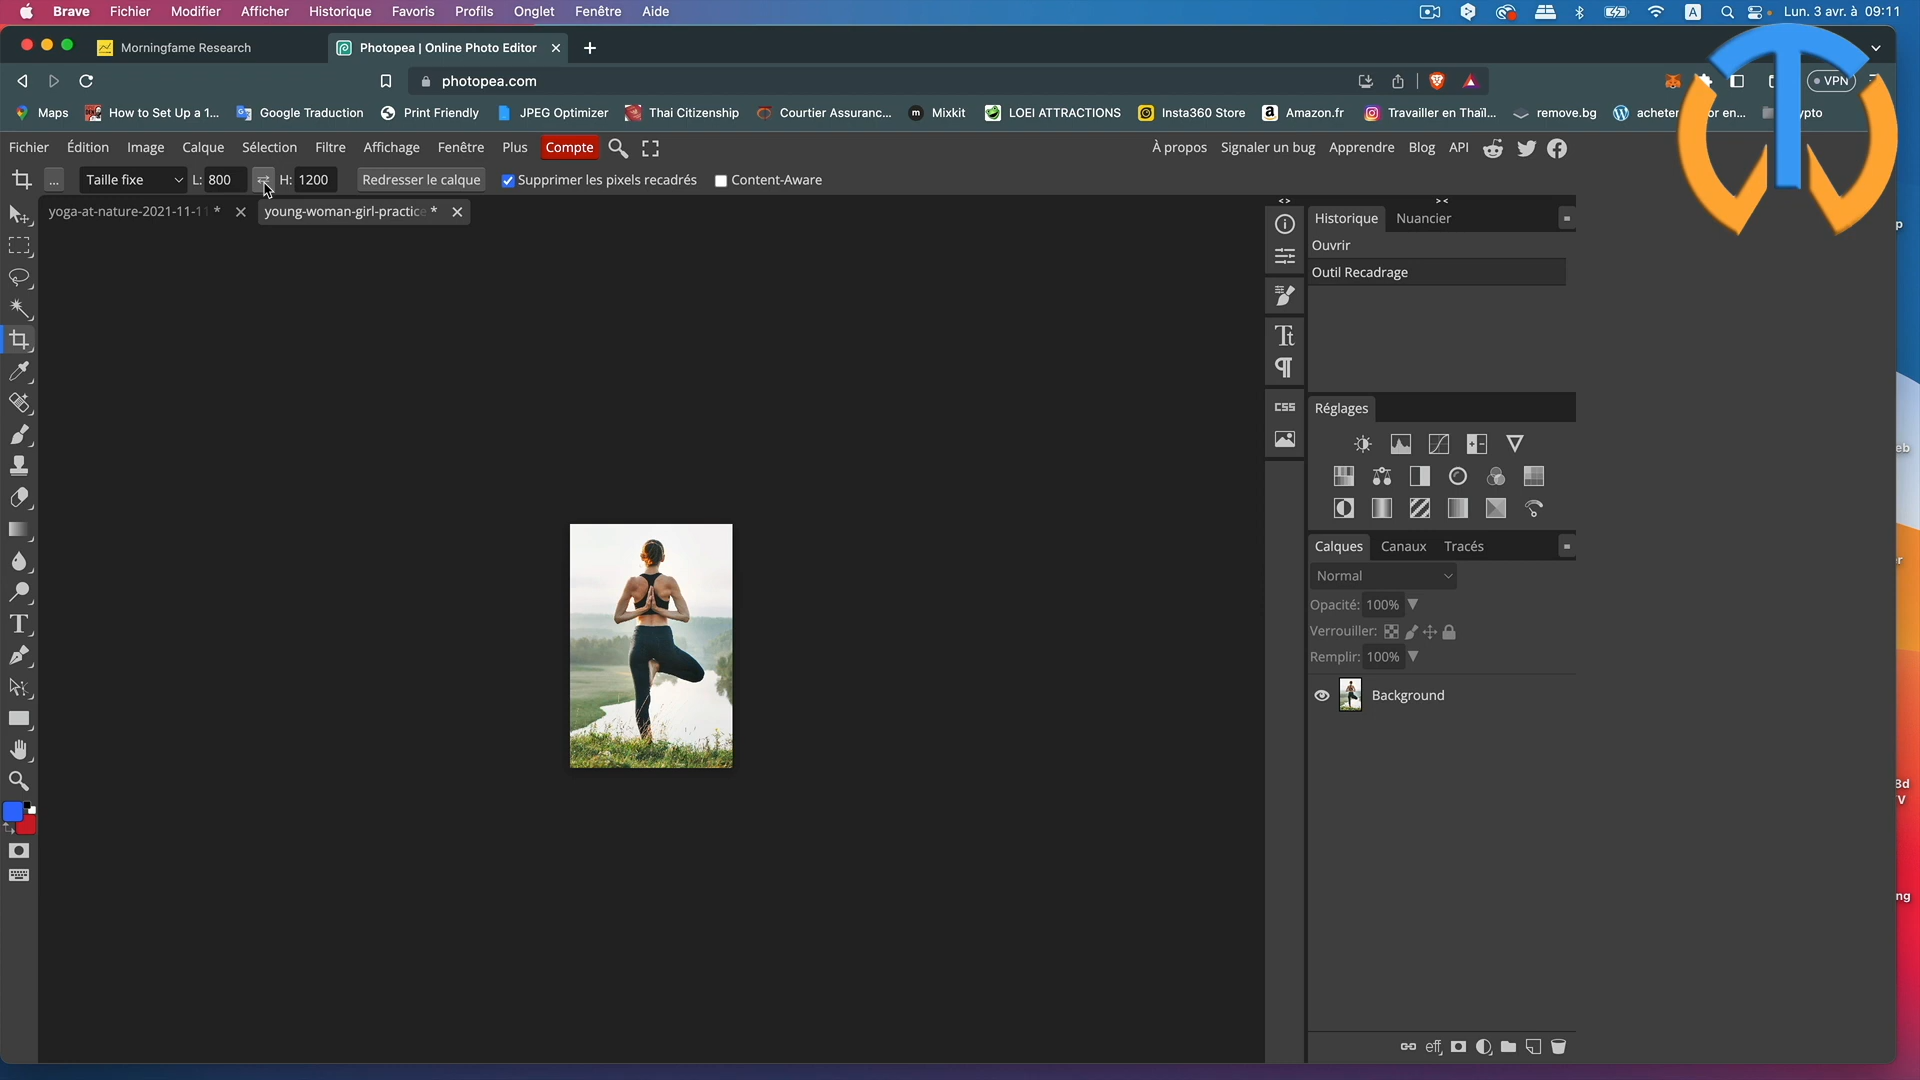 Brave Fichier Modifier Afficher Historique Favoris Profils Onglet Fenêtre Aide A Lun. 3 avr. à 09:11
Morningfame Research Photopea | Online Photo Editor
photopea.com VPN
Maps How to Set Up a 1... Google Traduction Print Friendly JPEG Optimizer Thai Citizenship Courtier Assuranc... Mixkit LOEI ATTRACTIONS Insta360 Store Amazon.fr Travailler en Thaïl... remove.bg
Fichier Édition Image Calque Sélection Filtre Affichage Fenêtre Plus Compte À propos Signaler un bug Apprendre Blog API
... Taille fixe L: 800 H: 1200 Redresser le calque Supprimer les pixels recadrés Content-Aware
yoga-at-nature-2021-11-1 * young-woman-girl-practice *
Historique Nuancier
Ouvrir
Outil Recadrage
CSS
Réglages
Calques Canaux Tracés
Normal
Opacité: 100%
Verrouiller:
Remplir: 100%
Background
eff